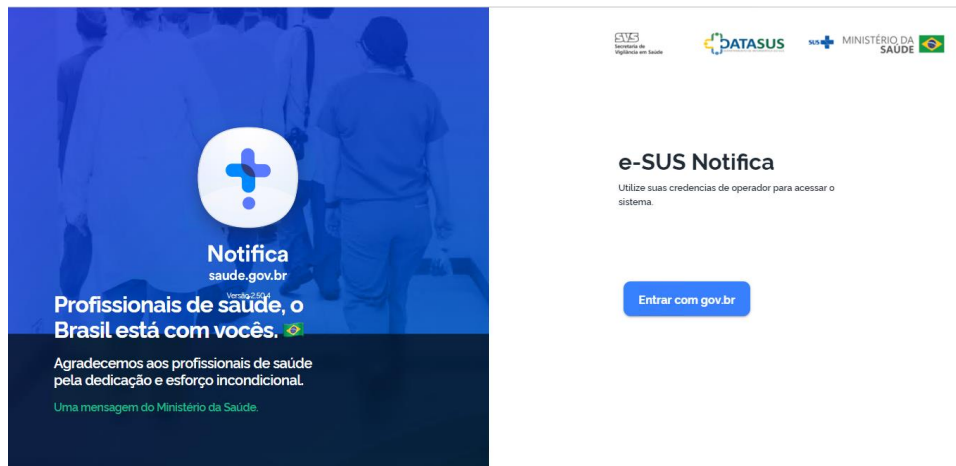 Notifica
saude.gov.br
Versão 2.50.4
Profissionais de saúde, o
Brasil está com vocês.
Agradecemos aos profissionais de saúde
pela dedicação e esforço incondicional.
Uma mensagem do Ministério da Saúde.
SVS
Secretaria de
Vigilância em Saúde
DATASUS
SUS
MINISTÉRIO DA
SAÚDE
e-SUS Notifica
Utilize suas credencias de operador para acessar o
sistema.
Entrar com gov.br